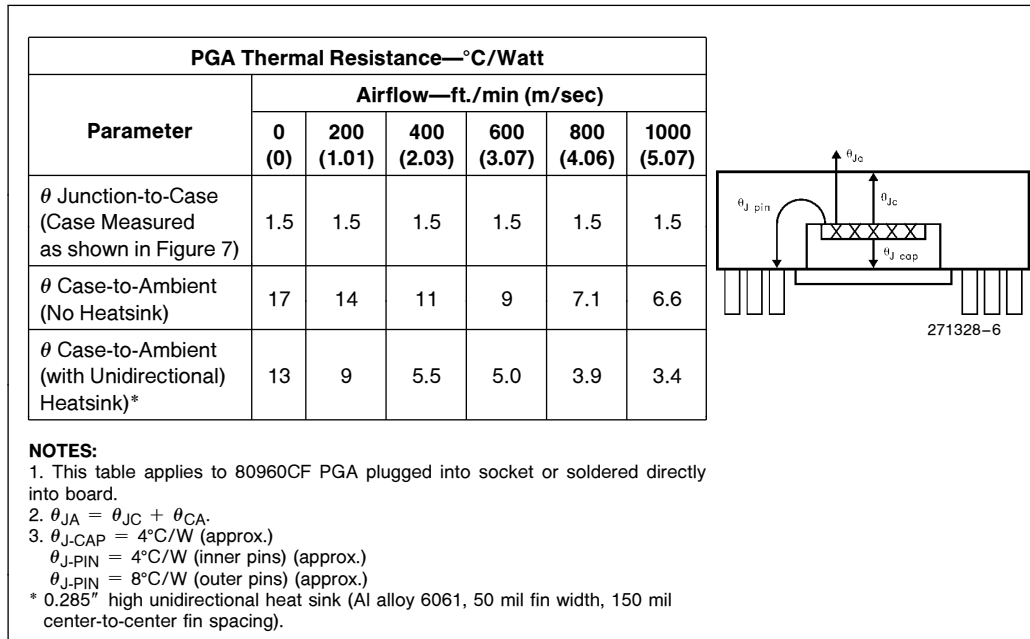 PGA Thermal Resistance—°C/Watt
Parameter
Airflow—ft./min (m/sec)
0 200 400 600 800 1000
(0) (1.01) (2.03) (3.07) (4.06) (5.07)
θ Junction-to-Case
(Case Measured
as shown in Figure 7)
1.5 1.5 1.5 1.5 1.5 1.5
θ Case-to-Ambient
(No Heatsink)
17 14 11 9 7.1 6.6
θ Case-to-Ambient
(with Unidirectional)
Heatsink)*
13 9 5.5 5.0 3.9 3.4
θJa
θJc
θJ pin
θJ cap
271328–6
NOTES:
1. This table applies to 80960CF PGA plugged into socket or soldered directly
into board.
2. θJA = θJC + θCA.
3. θJ-CAP = 4°C/W (approx.)
θJ-PIN = 4°C/W (inner pins) (approx.)
θJ-PIN = 8°C/W (outer pins) (approx.)
* 0.285″ high unidirectional heat sink (Al alloy 6061, 50 mil fin width, 150 mil
center-to-center fin spacing).